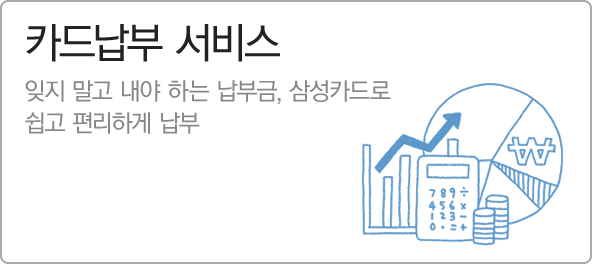 카드납부 서비스
잊지 말고 내야 하는 납부금, 삼성카드로
쉽고 편리하게 납부
₩
7 8 9 ÷
4 5 6 ×
1 2 3 -
0 · = +